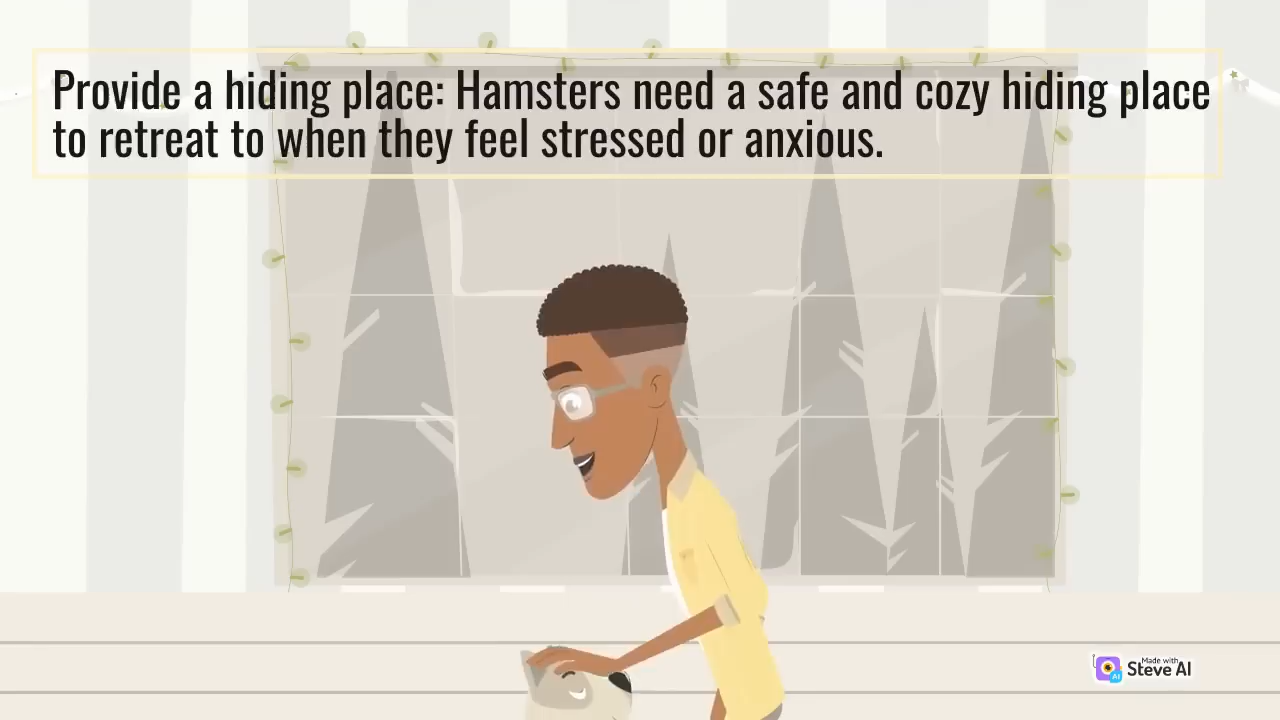 Provide a hiding place: Hamsters need a safe and cozy hiding place
to retreat to when they feel stressed or anxious.
Made with
Steve AI
AI